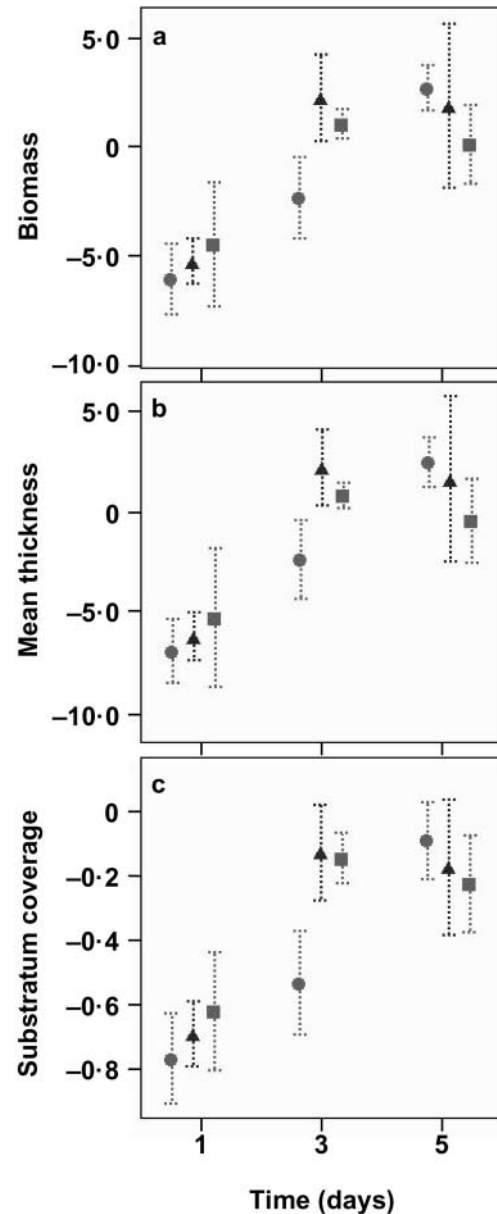 a
Biomass
5·0
0
–5·0
–10·0
b
Mean thickness
5·0
0
–5·0
–10·0
c
Substratum coverage
0
–0·2
–0·4
–0·6
–0·8
1 3 5
Time (days)